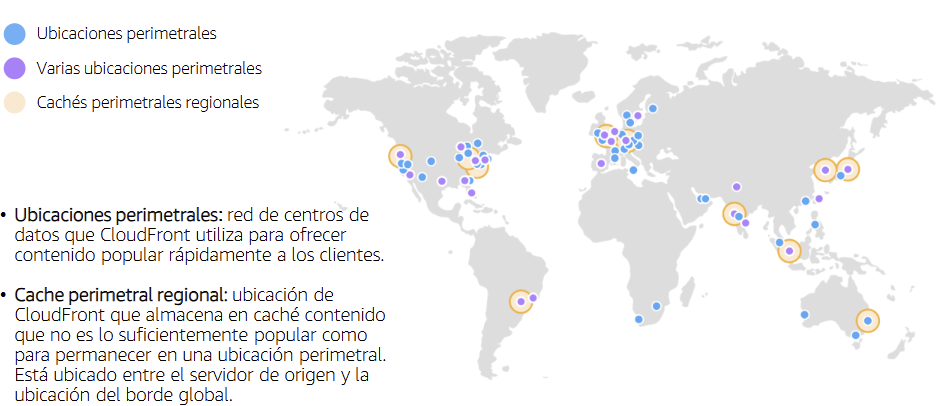 Ubicaciones perimetrales
Varias ubicaciones perimetrales
Cachés perimetrales regionales
• Ubicaciones perimetrales: red de centros de
datos que CloudFront utiliza para ofrecer
contenido popular rápidamente a los clientes.
• Cache perimetral regional: ubicación de
CloudFront que almacena en caché contenido
que no es lo suficientemente popular como
para permanecer en una ubicación perimetral.
Está ubicado entre el servidor de origen y la
ubicación del borde global.